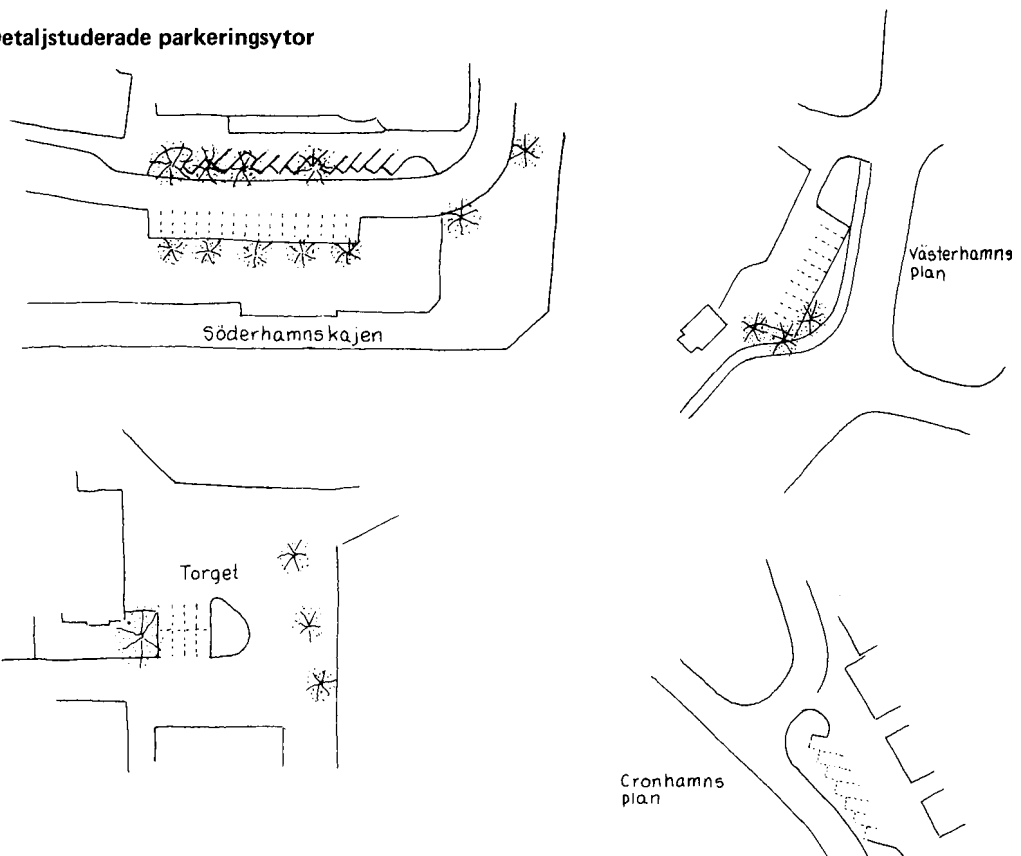 etaljstuderade parkeringsytor
Söderhamnskajen
Västerhamns
plan
Torget
Cronhamns
plan